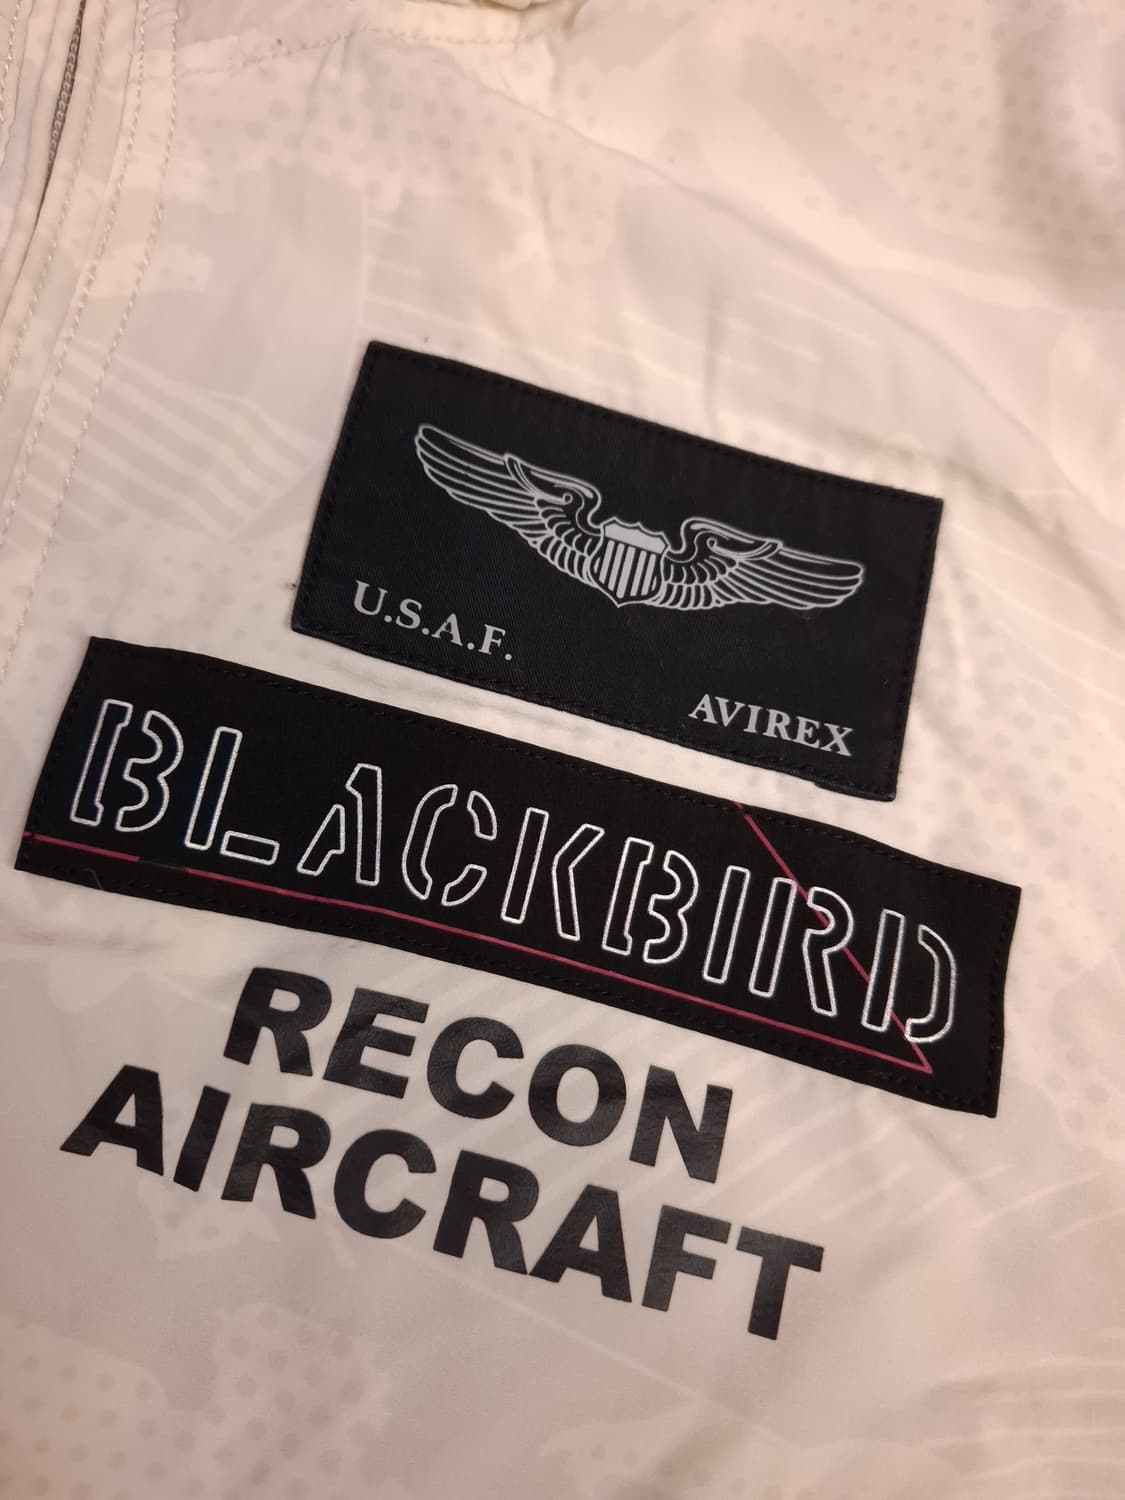 U.S.A.F.
AVIREX
BLACKBIRD
RECON
AIRCRAFT